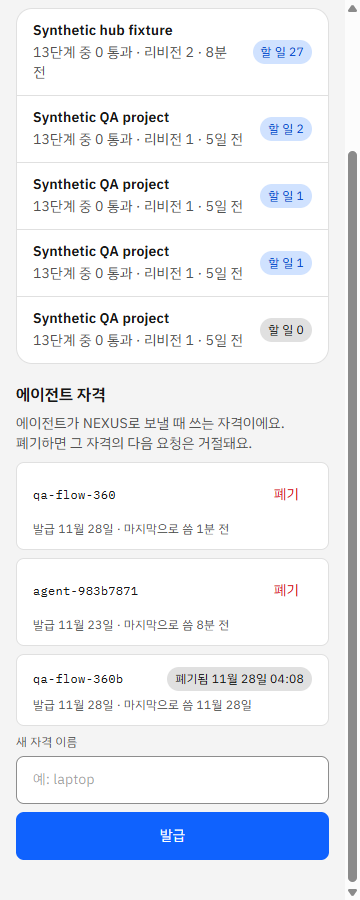 Synthetic hub fixture
13단계 중 0 통과 · 리비전 2 · 8분
전
할 일 27
Synthetic QA project
13단계 중 0 통과 · 리비전 1 · 5일 전
할 일 2
Synthetic QA project
13단계 중 0 통과 · 리비전 1 · 5일 전
할 일 1
Synthetic QA project
13단계 중 0 통과 · 리비전 1 · 5일 전
할 일 1
Synthetic QA project
13단계 중 0 통과 · 리비전 1 · 5일 전
할 일 0
에이전트 자격
에이전트가 NEXUS로 보낼 때 쓰는 자격이에요.
폐기하면 그 자격의 다음 요청은 거절돼요.
qa-flow-360
폐기
발급 11월 28일 · 마지막으로 씀 1분 전
agent-983b7871
폐기
발급 11월 23일 · 마지막으로 씀 8분 전
qa-flow-360b
폐기됨 11월 28일 04:08
발급 11월 28일 · 마지막으로 씀 11월 28일
새 자격 이름
예: laptop
발급